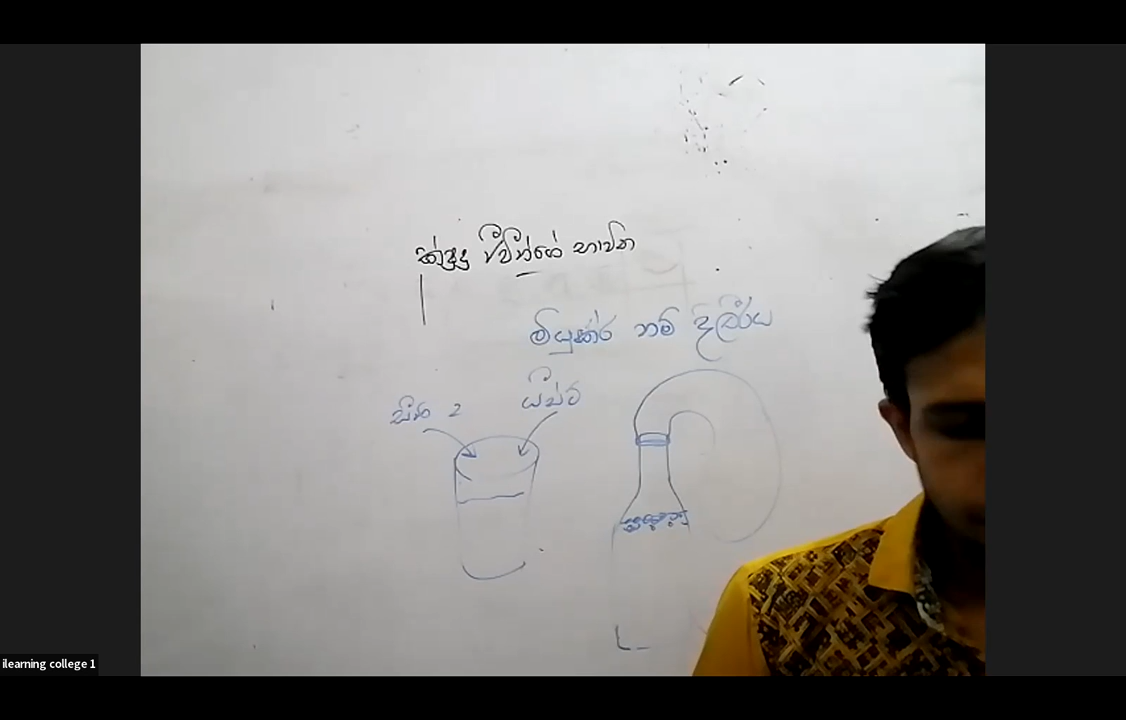 ක්ෂුද්‍ර ජීවීන්ගේ භාවිත
මියුකර් නම් දිලීරය
සීනි 2 යීස්ට්
ilearning college 1